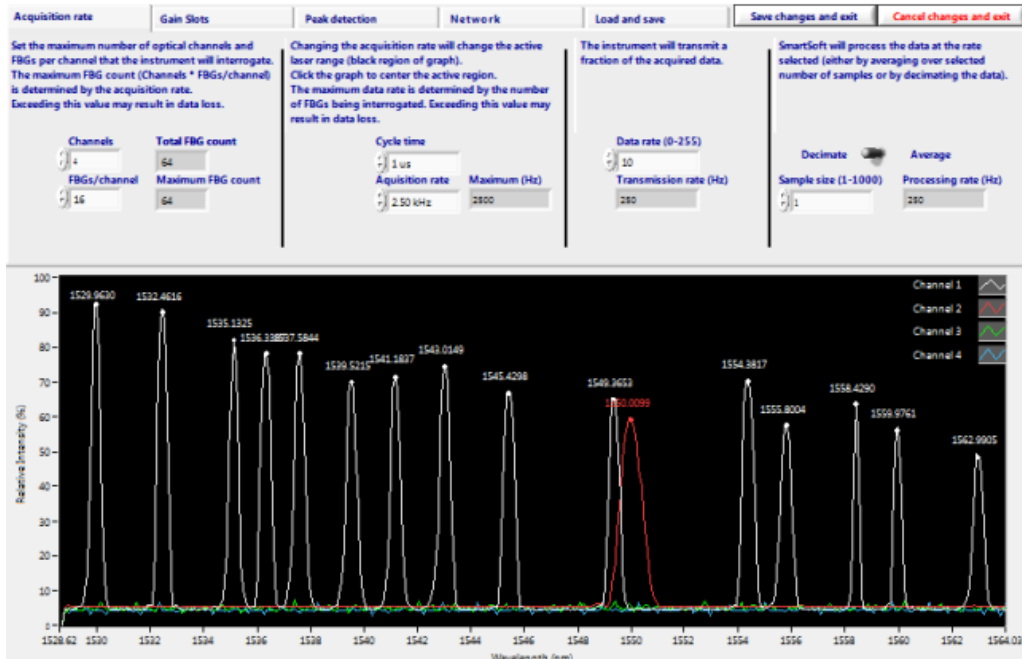 Acquisition rate
Gain Slots
Peak detection
Network
Load and save
Save changes and exit
Cancel changes and exit
Set the maximum number of optical channels and
FBGs per channel that the instrument will interrogate.
The maximum FBG count (Channels * FBGs/channel)
is determined by the acquisition rate.
Exceeding this value may result in data loss.
Channels
Total FBG count
4
64
FBGs/channel
Maximum FBG count
16
64
Changing the acquisition rate will change the active
laser range (black region of graph).
Click the graph to center the active region.
The maximum data rate is determined by the number
of FBGs being interrogated. Exceeding this value may
result in data loss.
Cycle time
1 us
Aquisition rate
Maximum (Hz)
2.50 kHz
2800
The instrument will transmit a
fraction of the acquired data.
Data rate (0-255)
10
Transmission rate (Hz)
280
SmartSoft will process the data at the rate
selected (either by averaging over selected
number of samples or by decimating the data).
Decimate
Average
Sample size (1-1000)
Processing rate (Hz)
1
280
Relative Intensity (%)
100
90
80
70
60
50
40
30
20
10
0
1529.9630
1532.4616
1535.1325
1537.5844
1539.5215
1541.1837
1543.0149
1545.4298
1549.3653
1554.3817
1555.8004
1558.4290
1559.9761
1562.9905
Channel 1
Channel 2
Channel 3
Channel 4
1528.62
1530
1532
1534
1536
1538
1540
1542
1544
1546
1548
1550
1552
1554
1556
1558
1560
1562
1564.03
Wavelength (nm)